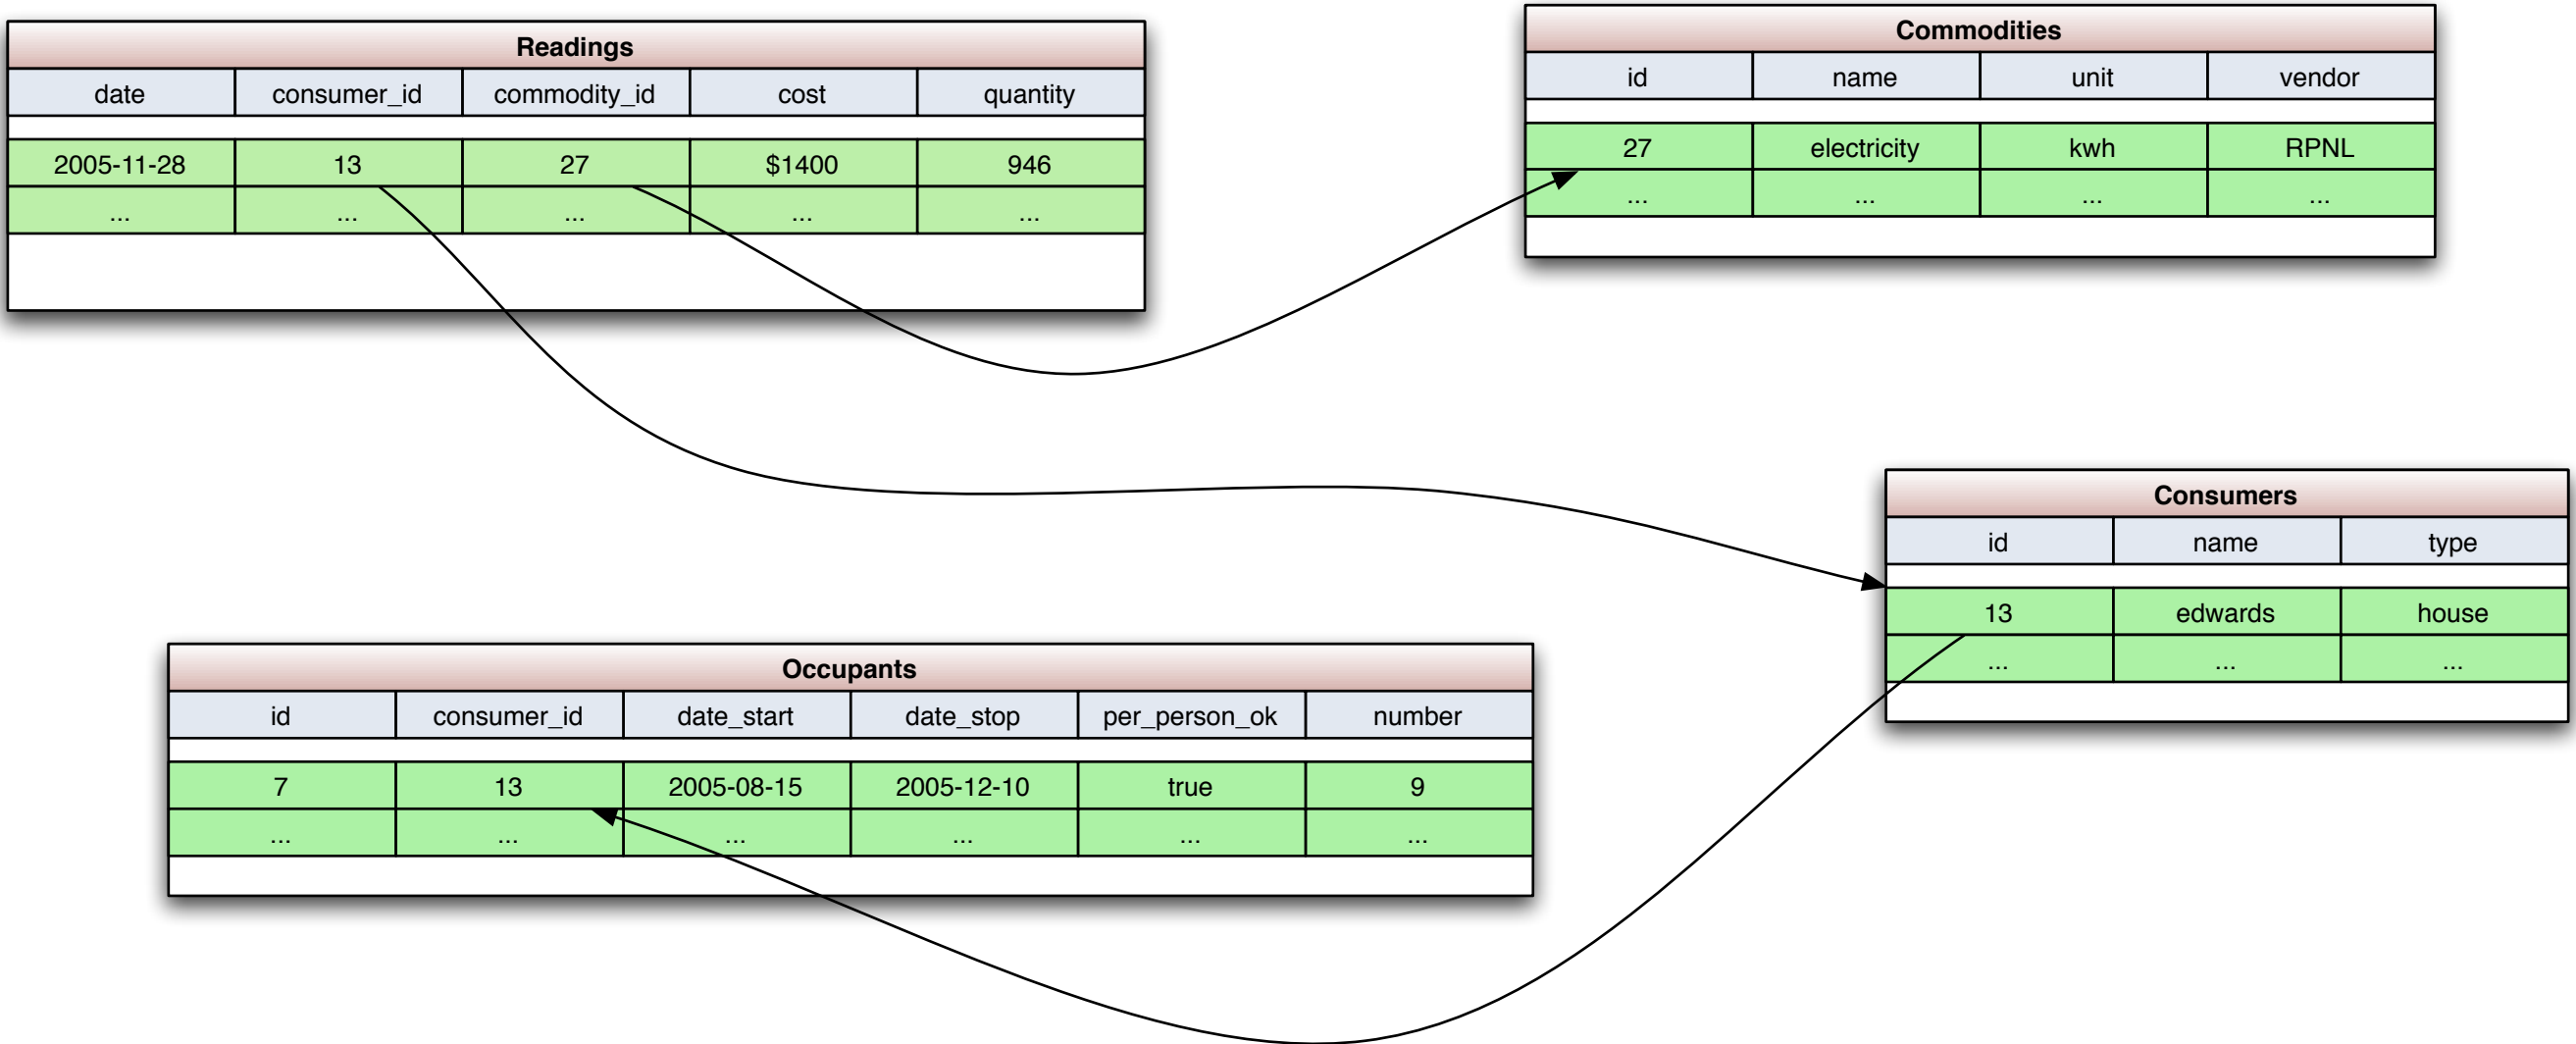 Readings
date consumer_id commodity_id cost quantity
2005-11-28 13 27 $1400 946
... ... ... ... ...
Commodities
id name unit vendor
27 electricity kwh RPNL
... ... ... ...
Consumers
id name type
13 edwards house
... ... ...
Occupants
id consumer_id date_start date_stop per_person_ok number
7 13 2005-08-15 2005-12-10 true 9
... ... ... ... ... ...